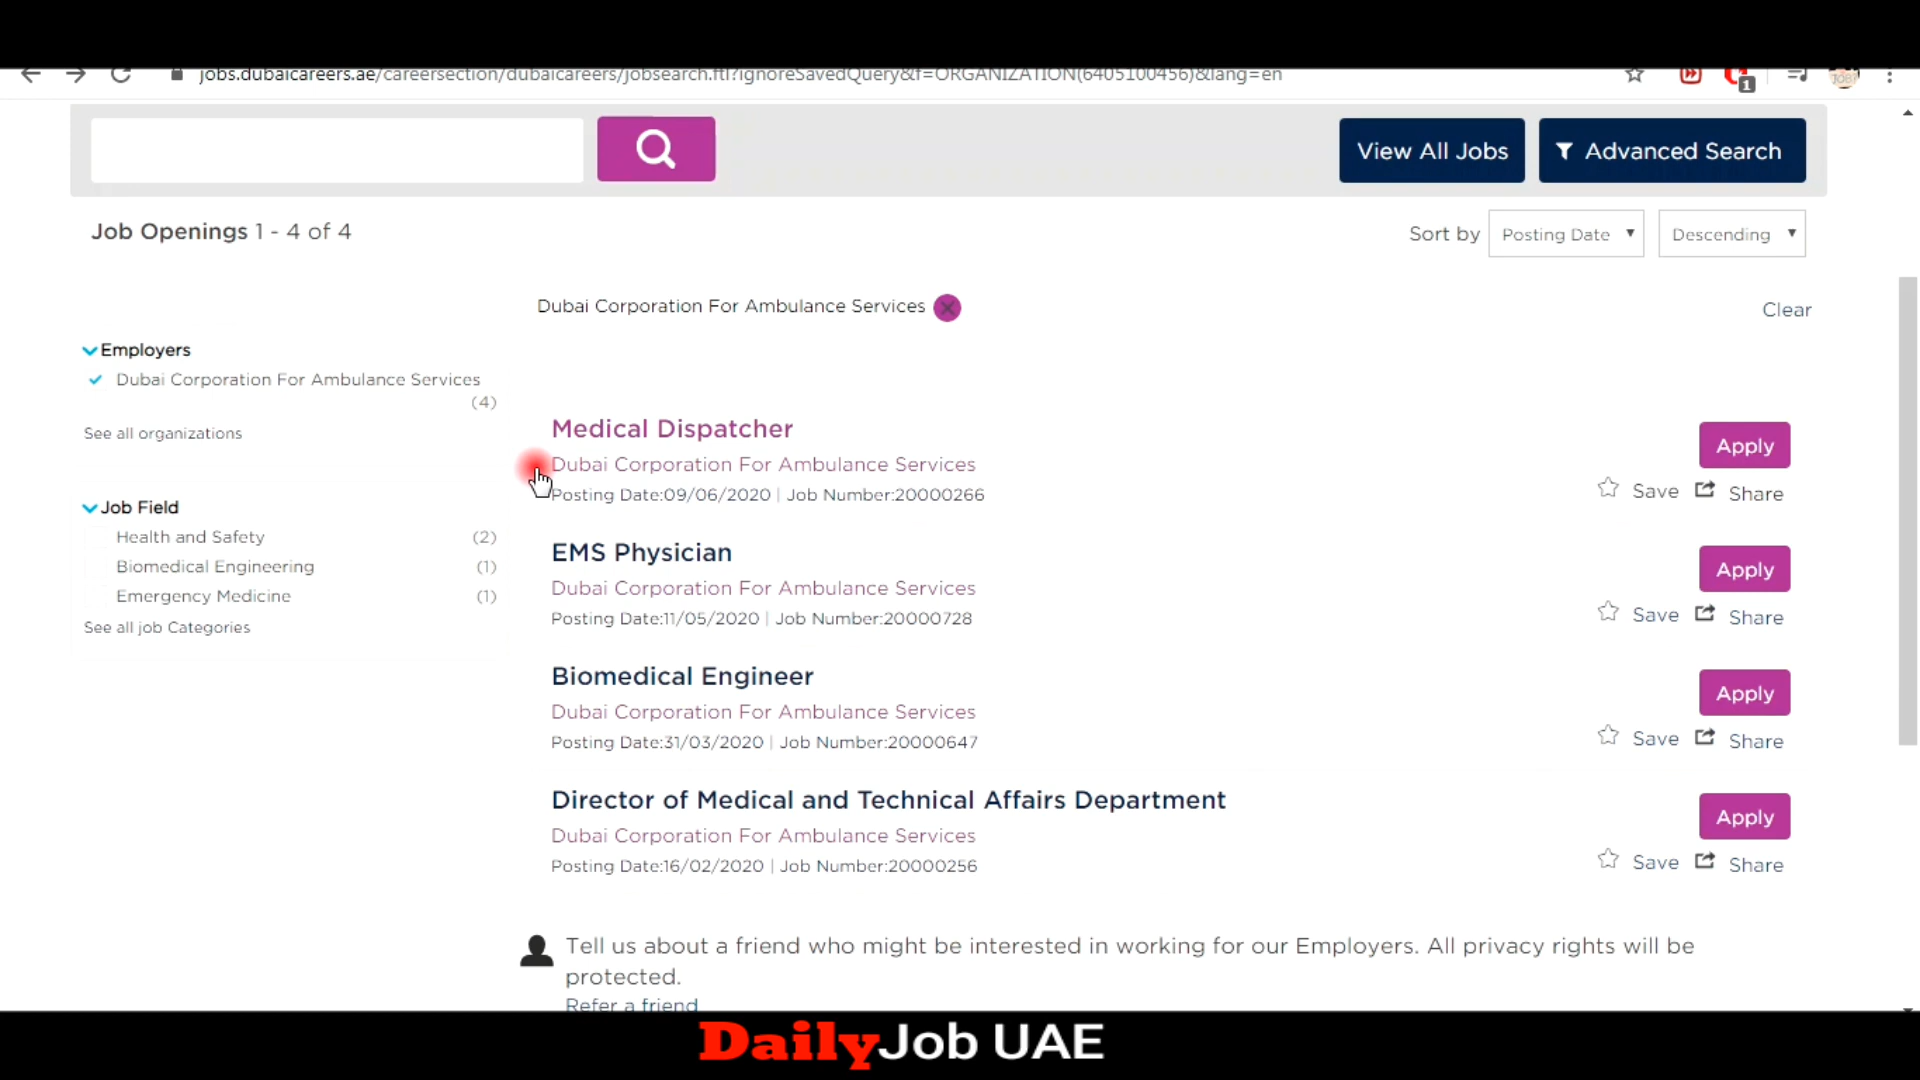 jobs.dubaicareers.ae/careersection/dubaicareers/jobsearch.ftl?ignoreSavedQuery&f=ORGANIZATION(6405100456)&lang=en
1
View All Jobs
Advanced Search
Job Openings 1 - 4 of 4
Sort by
Posting Date
Descending
Dubai Corporation For Ambulance Services
Clear
Employers
Dubai Corporation For Ambulance Services
(4)
See all organizations
Job Field
Health and Safety (2)
Biomedical Engineering (1)
Emergency Medicine (1)
See all job Categories
Medical Dispatcher
Dubai Corporation For Ambulance Services
Posting Date:09/06/2020 | Job Number:20000266
Apply
Save Share
EMS Physician
Dubai Corporation For Ambulance Services
Posting Date:11/05/2020 | Job Number:20000728
Apply
Save Share
Biomedical Engineer
Dubai Corporation For Ambulance Services
Posting Date:31/03/2020 | Job Number:20000647
Apply
Save Share
Director of Medical and Technical Affairs Department
Dubai Corporation For Ambulance Services
Posting Date:16/02/2020 | Job Number:20000256
Apply
Save Share
Tell us about a friend who might be interested in working for our Employers. All privacy rights will be
protected.
Refer a friend
DailyJob UAE